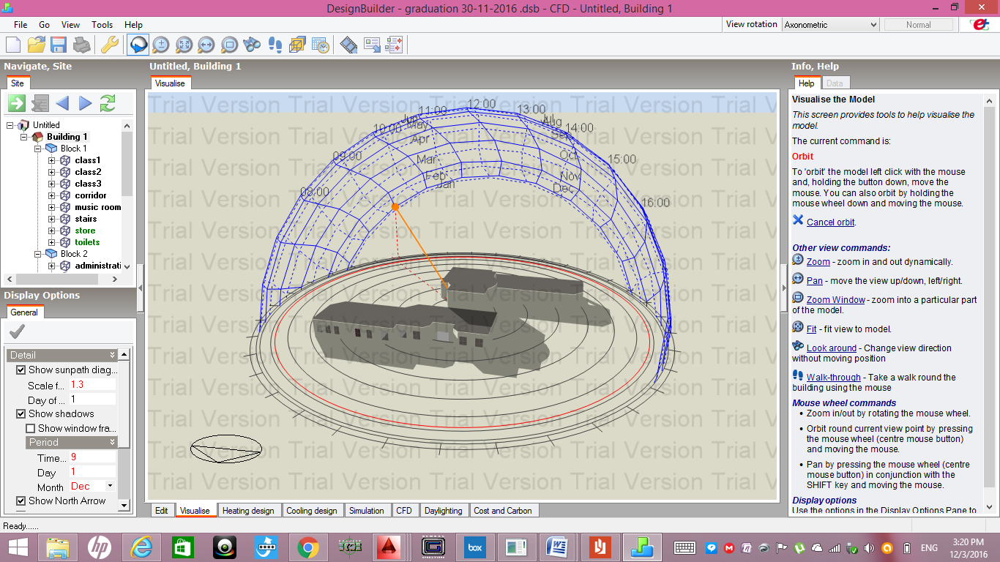 DesignBuilder - graduation 30-11-2016 .dsb - CFD - Untitled, Building 1
File Go View Tools Help
View rotation Axonometric Normal
Navigate, Site
Site
Untitled
Building 1
Block 1
class1
class2
class3
corridor
music room
stairs
store
toilets
Block 2
administrati
Display Options
General
Detail
Show sunpath diag...
Scale f... 1.3
Day of ... 1
Show shadows
Show window fra...
Period
Time... 9
Day 1
Month Dec
Show North Arrow
Untitled, Building 1
Visualise
Trial Version Trial Version Trial Version Trial Version Trial V
12:00
11:00 13:00
Jun Jul
May Aug
10:00 14:00
Apr Sep
09:00 Mar Oct 15:00
Feb Nov
Jan Dec
08:00 16:00
Edit Visualise Heating design Cooling design Simulation CFD Daylighting Cost and Carbon
Info, Help
Help Data
Visualise the Model
This screen provides tools to help visualise the
model.
The current command is:
Orbit
To 'orbit' the model left click with the mouse
and, holding the button down, move the
mouse. You can also orbit by holding the
mouse wheel down and moving the mouse.
Cancel orbit.
Other view commands:
Zoom - zoom in and out dynamically.
Pan - move the view up/down, left/right.
Zoom Window - zoom into a particular part
of the model.
Fit - fit view to model.
Look around - Change view direction
without moving position
Walk-through - Take a walk round the
building using the mouse
Mouse wheel commands
• Zoom in/out by rotating the mouse wheel.
• Orbit round current view point by pressing
the mouse wheel (centre mouse button)
and moving the mouse.
• Pan by pressing the mouse wheel (centre
mouse button) in conjunction with the
SHIFT key and moving the mouse.
Display options
Use the options in the Display Options Pane to
Ready......
hp
box
ENG
3:20 PM
12/3/2016